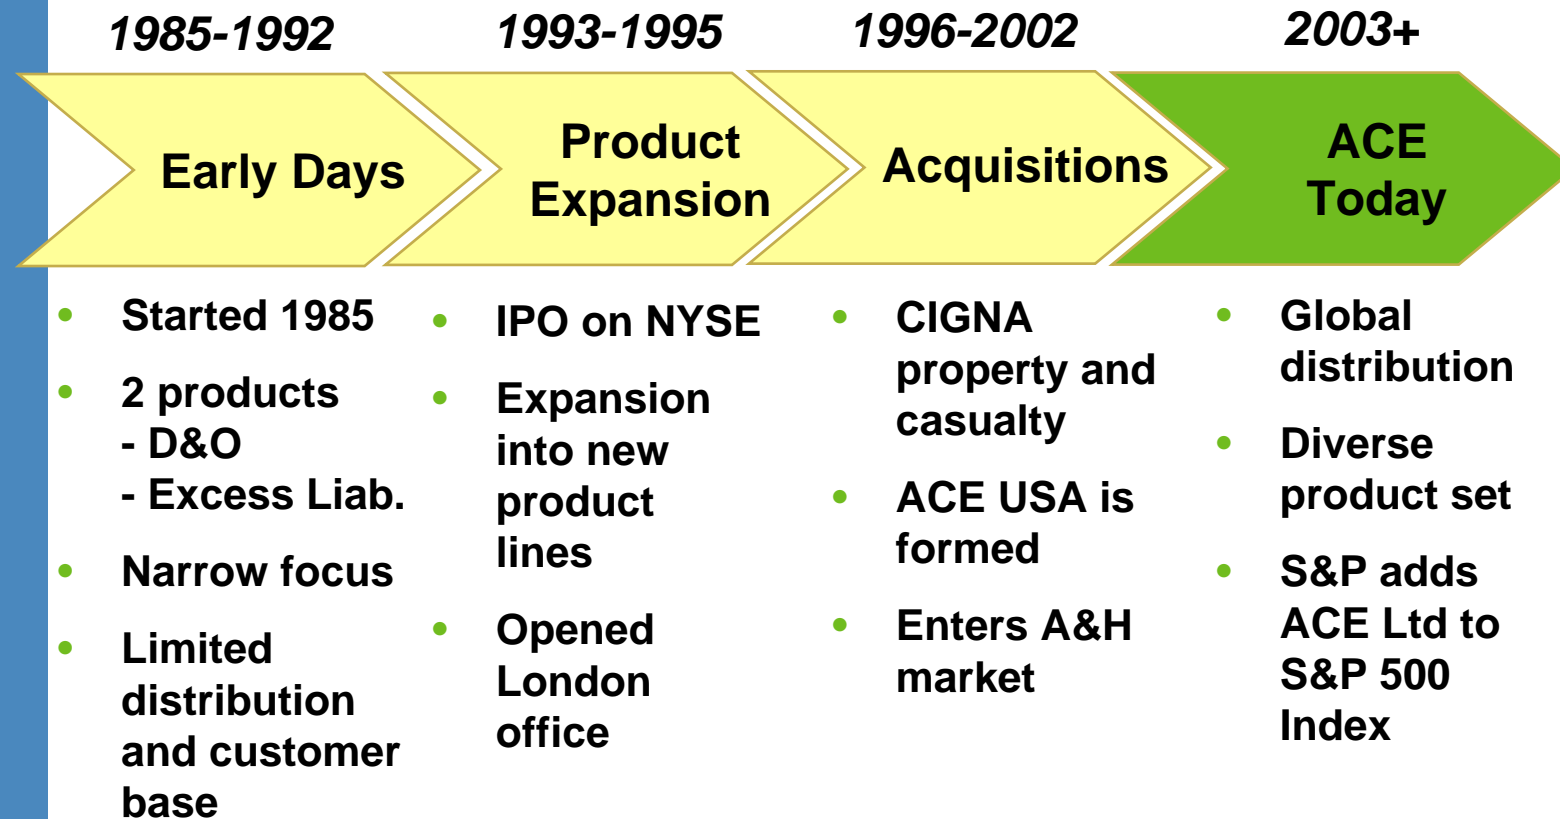 1985-1992
1993-1995
1996-2002
2003+
Early Days
Product
Expansion
Acquisitions
ACE
Today
• Started 1985
• 2 products
- D&O
- Excess Liab.
• Narrow focus
• Limited
distribution
and customer
base
• IPO on NYSE
• Expansion
into new
product
lines
• Opened
London
office
• CIGNA
property and
casualty
• ACE USA is
formed
• Enters A&H
market
• Global
distribution
• Diverse
product set
• S&P adds
ACE Ltd to
S&P 500
Index